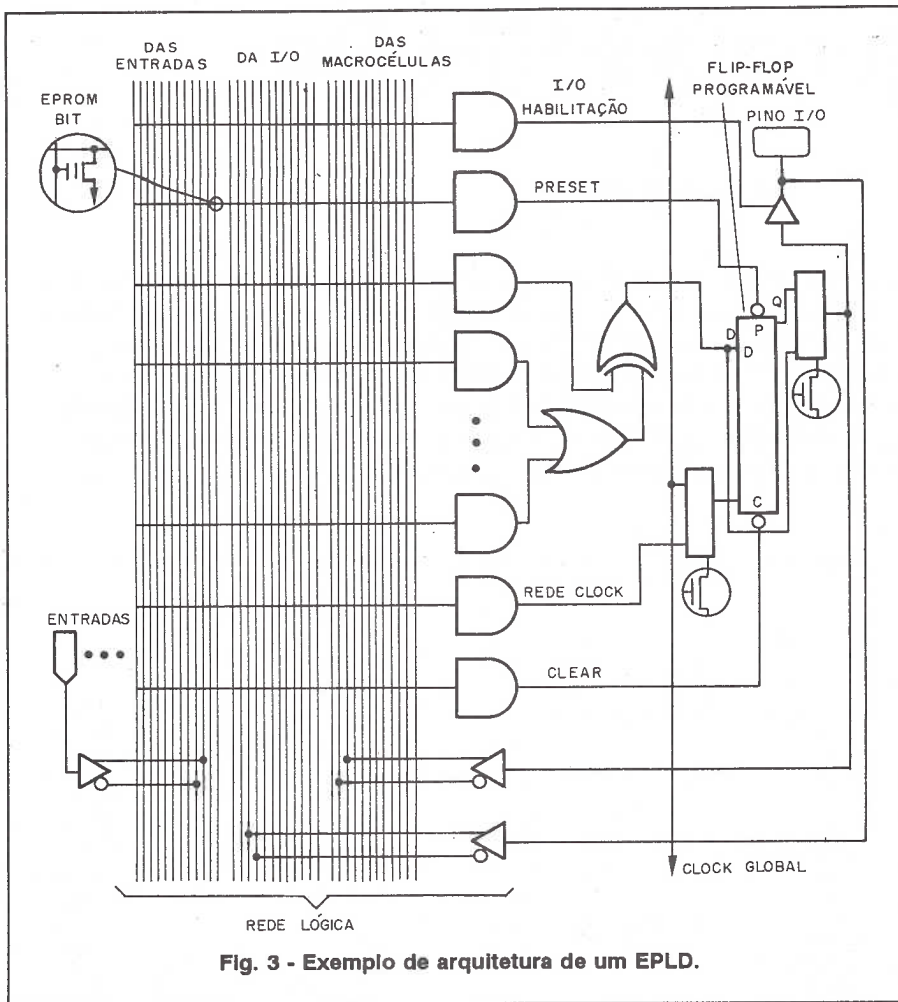 DAS
ENTRADAS
DA I/O
DAS
MACROCÉLULAS
EPROM
BIT
I/O
HABILITAÇÃO
FLIP-FLOP
PROGRAMÁVEL
PINO I/O
PRESET
D
D
P
Q
C
REDE CLOCK
ENTRADAS
CLEAR
CLOCK GLOBAL
REDE LÓGICA
Fig. 3 - Exemplo de arquitetura de um EPLD.